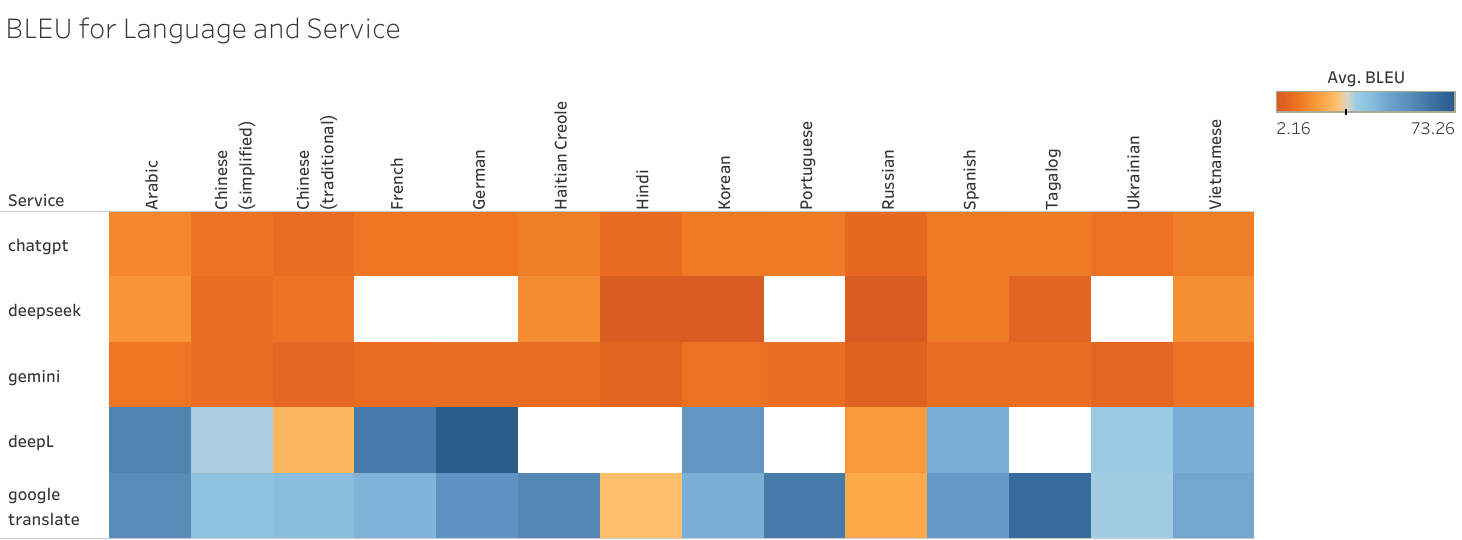 BLEU for Language and Service
Avg. BLEU
2.16 73.26
Service
Arabic
Chinese
(simplified)
Chinese
(traditional)
French
German
Haitian Creole
Hindi
Korean
Portuguese
Russian
Spanish
Tagalog
Ukrainian
Vietnamese
chatgpt
deepseek
gemini
deepL
google
translate